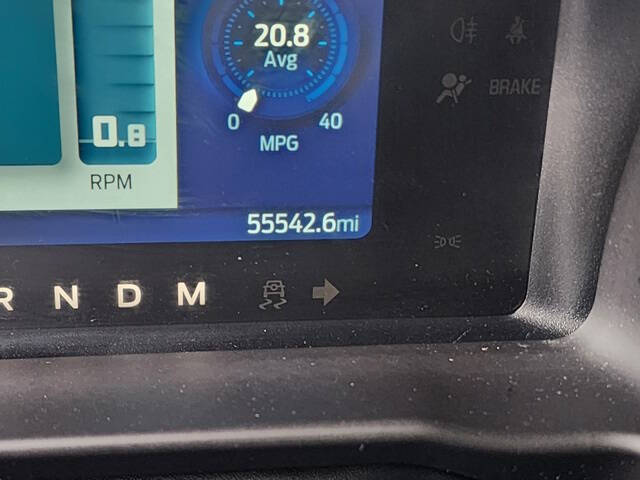 20.8
Avg
0 40
MPG
0.8
RPM
55542.6mi
BRAKE
R N D M